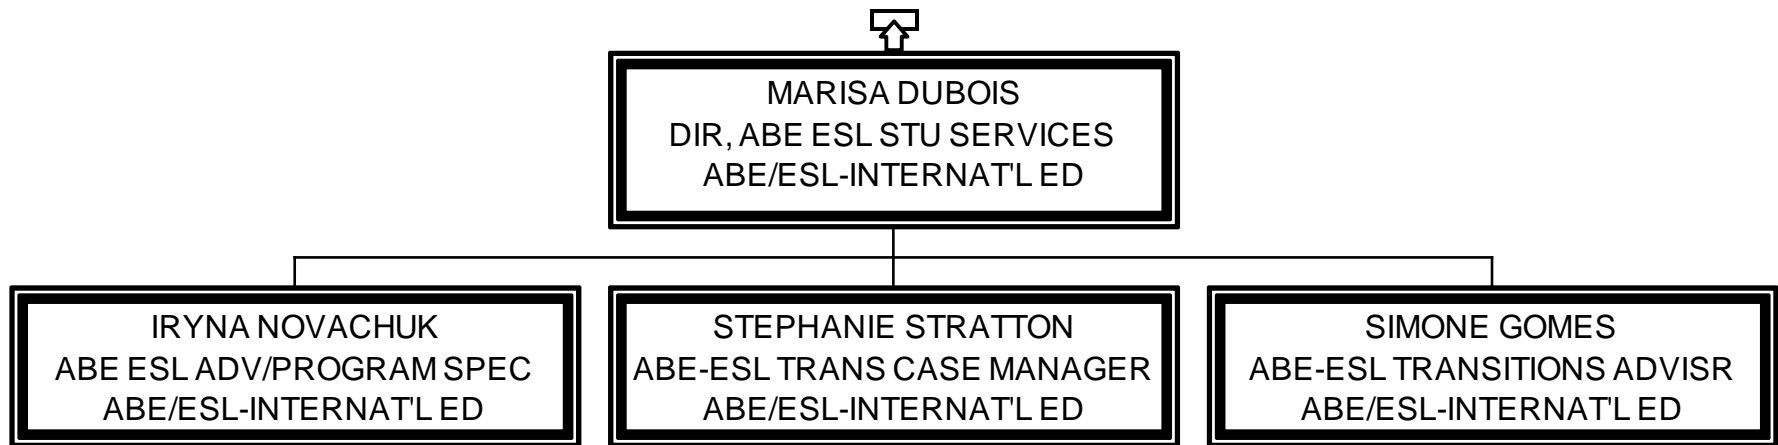 MARISA DUBOIS
DIR, ABE ESL STU SERVICES
ABE/ESL-INTERNAT'L ED
IRYNA NOVACHUK
ABE ESL ADV/PROGRAM SPEC
ABE/ESL-INTERNAT'L ED
STEPHANIE STRATTON
ABE-ESL TRANS CASE MANAGER
ABE/ESL-INTERNAT'L ED
SIMONE GOMES
ABE-ESL TRANSITIONS ADVISR
ABE/ESL-INTERNAT'L ED